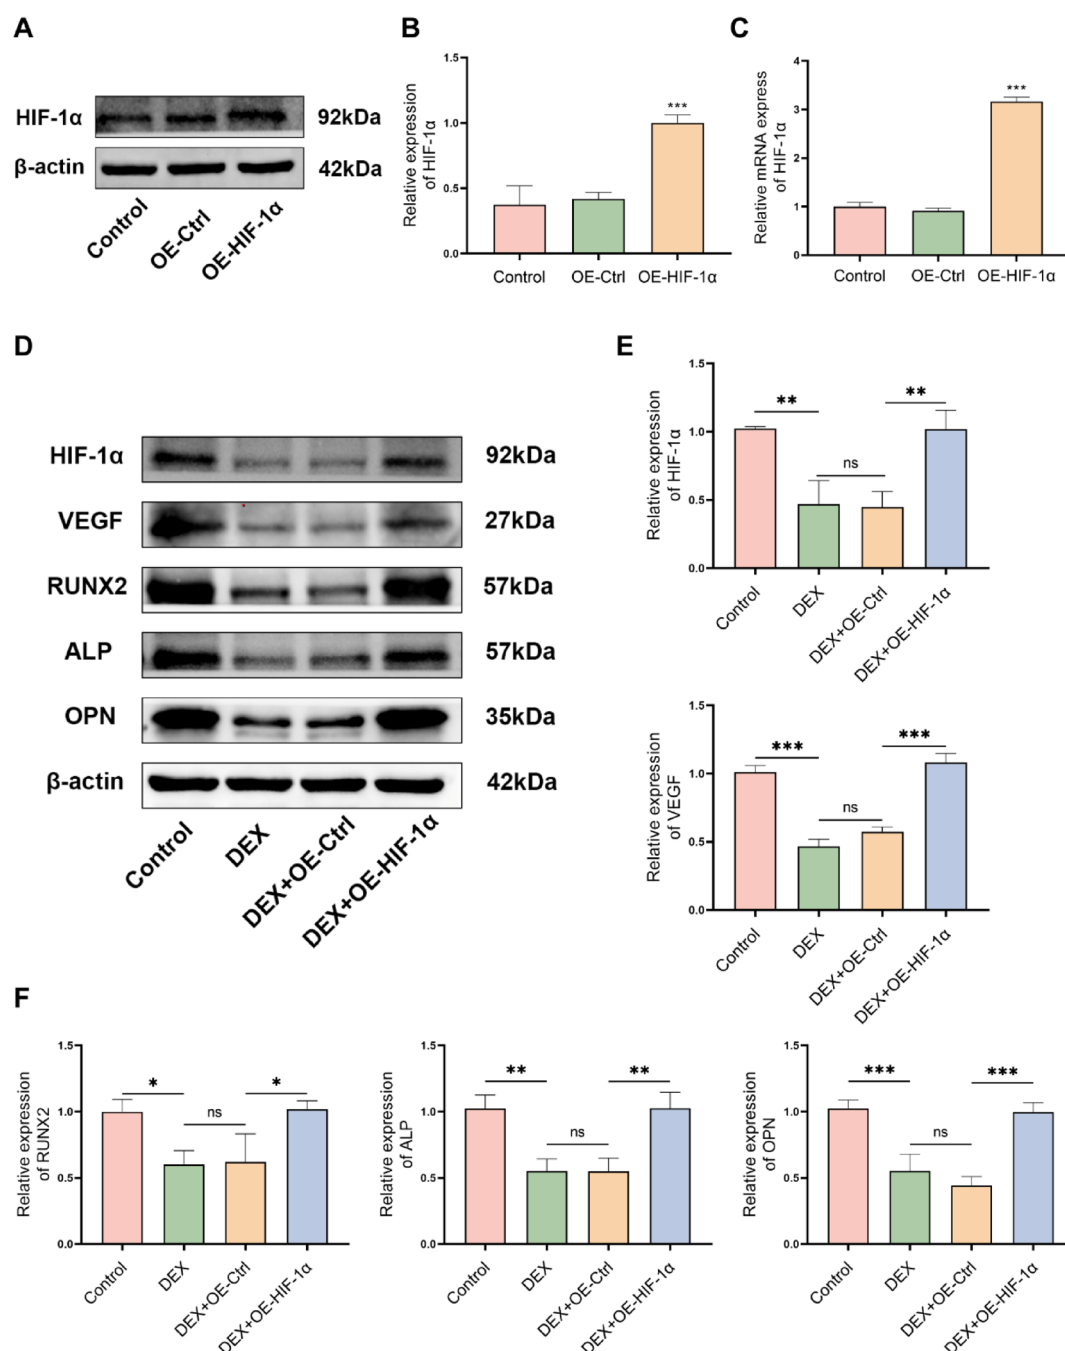 A
HIF-1α
92kDa
β-actin
42kDa
Control
OE-Ctrl
OE-HIF-1α
B
Relative expression
of HIF-1α
1.5
1.0
0.5
0.0
***
Control
OE-Ctrl
OE-HIF-1α
C
Relative mRNA express
of HIF-1α
4
3
2
1
0
***
Control
OE-Ctrl
OE-HIF-1α
D
HIF-1α
92kDa
VEGF
27kDa
RUNX2
57kDa
ALP
57kDa
OPN
35kDa
β-actin
42kDa
Control
DEX
DEX+OE-Ctrl
DEX+OE-HIF-1α
E
Relative expression
of HIF-1α
1.5
1.0
0.5
0.0
**
ns
**
Control
DEX
DEX+OE-Ctrl
DEX+OE-HIF-1α
Relative expression
of VEGF
1.5
1.0
0.5
0.0
***
ns
***
Control
DEX
DEX+OE-Ctrl
DEX+OE-HIF-1α
F
Relative expression
of RUNX2
1.5
1.0
0.5
0.0
*
ns
*
Control
DEX
DEX+OE-Ctrl
DEX+OE-HIF-1α
Relative expression
of ALP
1.5
1.0
0.5
0.0
**
ns
**
Control
DEX
DEX+OE-Ctrl
DEX+OE-HIF-1α
Relative expression
of OPN
1.5
1.0
0.5
0.0
***
ns
***
Control
DEX
DEX+OE-Ctrl
DEX+OE-HIF-1α